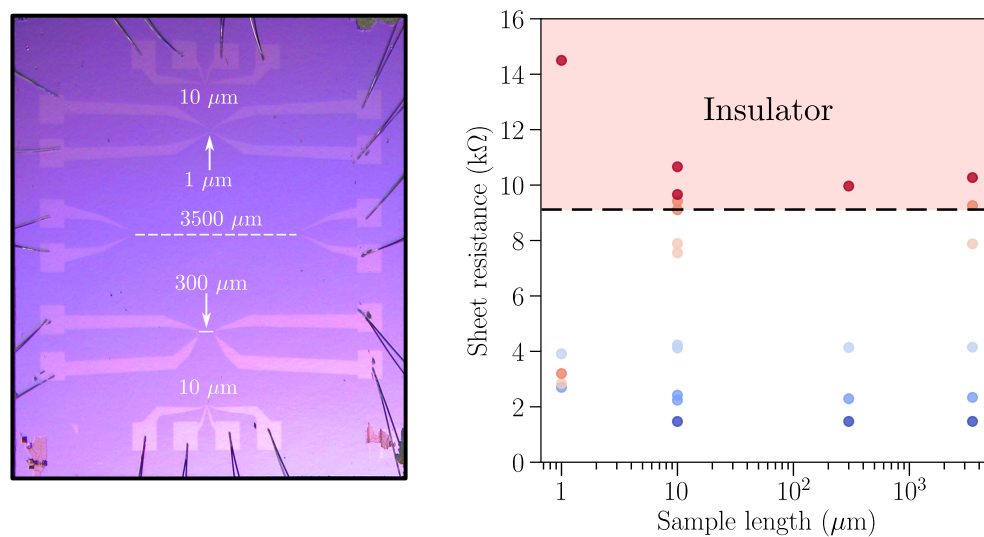 10 μm
1 μm
3500 μm
300 μm
10 μm
Sheet resistance (kΩ)
16
14
12
10
8
6
4
2
0
Insulator
1 10 10² 10³
Sample length (μm)